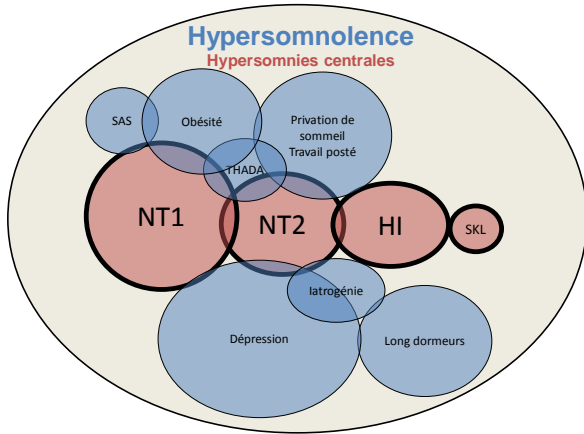 Hypersomnolence
Hypersomnies centrales
SAS
Obésité
Privation de
sommeil
Travail posté
THADA
NT1
NT2
HI
SKL
Iatrogénie
Dépression
Long dormeurs